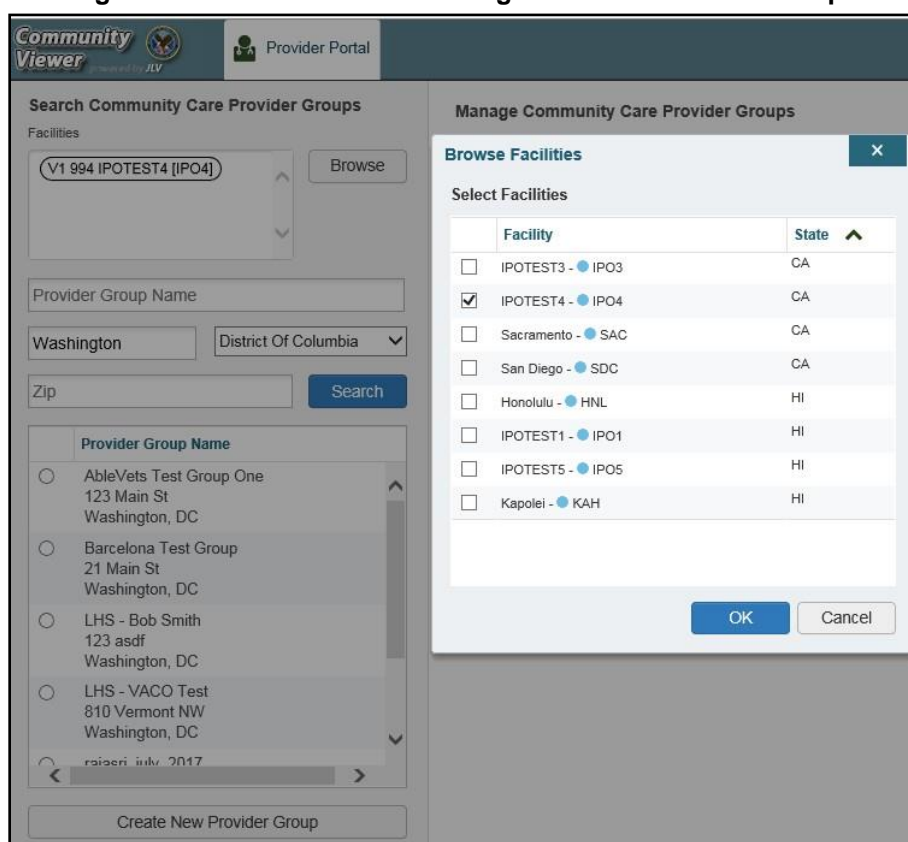 Community
Viewer powered by JLV
Provider Portal
Search Community Care Provider Groups
Facilities
V1 994 IPOTEST4 [IPO4]
Browse
Provider Group Name
Washington
District Of Columbia
Zip
Search
Provider Group Name
AbleVets Test Group One
123 Main St
Washington, DC
Barcelona Test Group
21 Main St
Washington, DC
LHS - Bob Smith
123 asdf
Washington, DC
LHS - VACO Test
810 Vermont NW
Washington, DC
Create New Provider Group
Manage Community Care Provider Groups
Browse Facilities
Select Facilities
Facility State
IPOTEST3 - IPO3 CA
IPOTEST4 - IPO4 CA
Sacramento - SAC CA
San Diego - SDC CA
Honolulu - HNL HI
IPOTEST1 - IPO1 HI
IPOTEST5 - IPO5 HI
Kapolei - KAH HI
OK Cancel